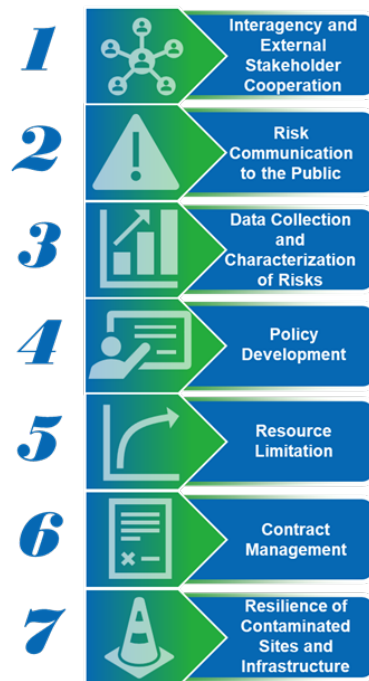 1
Interagency and
External
Stakeholder
Cooperation
2
Risk
Communication
to the Public
3
Data Collection
and
Characterization
of Risks
4
Policy
Development
5
Resource
Limitation
6
Contract
Management
7
Resilience of
Contaminated
Sites and
Infrastructure